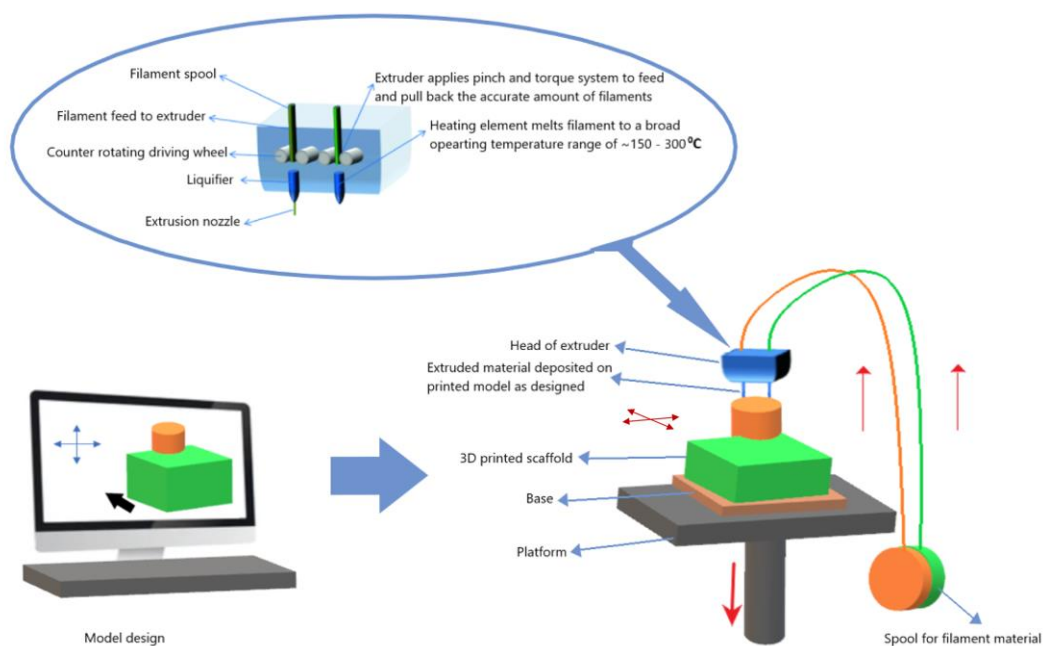 Filament spool
Filament feed to extruder
Counter rotating driving wheel
Liquifier
Extrusion nozzle
Extruder applies pinch and torque system to feed
and pull back the accurate amount of filaments
Heating element melts filament to a broad
opearting temperature range of ~150 - 300⁰C
Head of extruder
Extruded material deposited on
printed model as designed
3D printed scaffold
Base
Platform
Model design
Spool for filament material